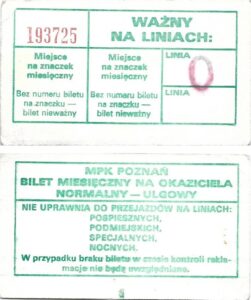 193725
WAŻNY
NA LINIACH:
Miejsce
na znaczek
miesięczny
Miejsce
na znaczek
miesięczny
LINIA
O
Bez numeru biletu
na znaczku —
bilet nieważny
Bez numeru biletu
na znaczku —
bilet nieważny
LINIA
MPK POZNAŃ
BILET MIESIĘCZNY NA OKAZICIELA
NORMALNY — ULGOWY
NIE UPRAWNIA DO PRZEJAZDÓW NA LINIACH:
POSPIESZNYCH,
PODMIEJSKICH,
SPECJALNYCH,
NOCNYCH.
W przypadku braku biletu w czasie kontroli rekla-
macje nie będą uwzględniane.